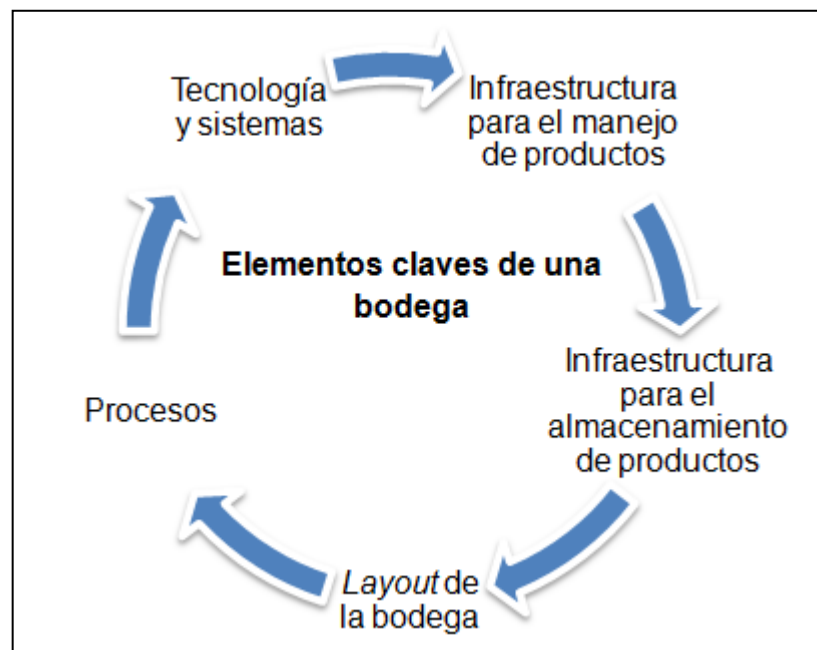 Tecnología
y sistemas
Infraestructura
para el manejo
de productos
Elementos claves de una
bodega
Infraestructura
para el
almacenamiento
de productos
Procesos
Layout de
la bodega